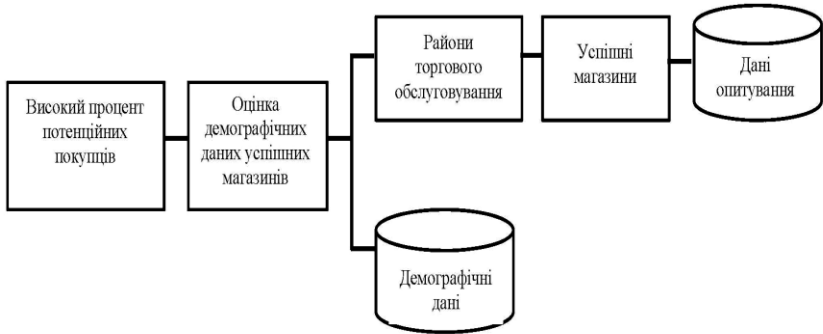 Високий процент
потенційних
покупців
Оцінка
демографічних
даних успішних
магазинів
Райони
торгового
обслуговування
Успішні
магазини
Дані
опитування
Демографічні
дані